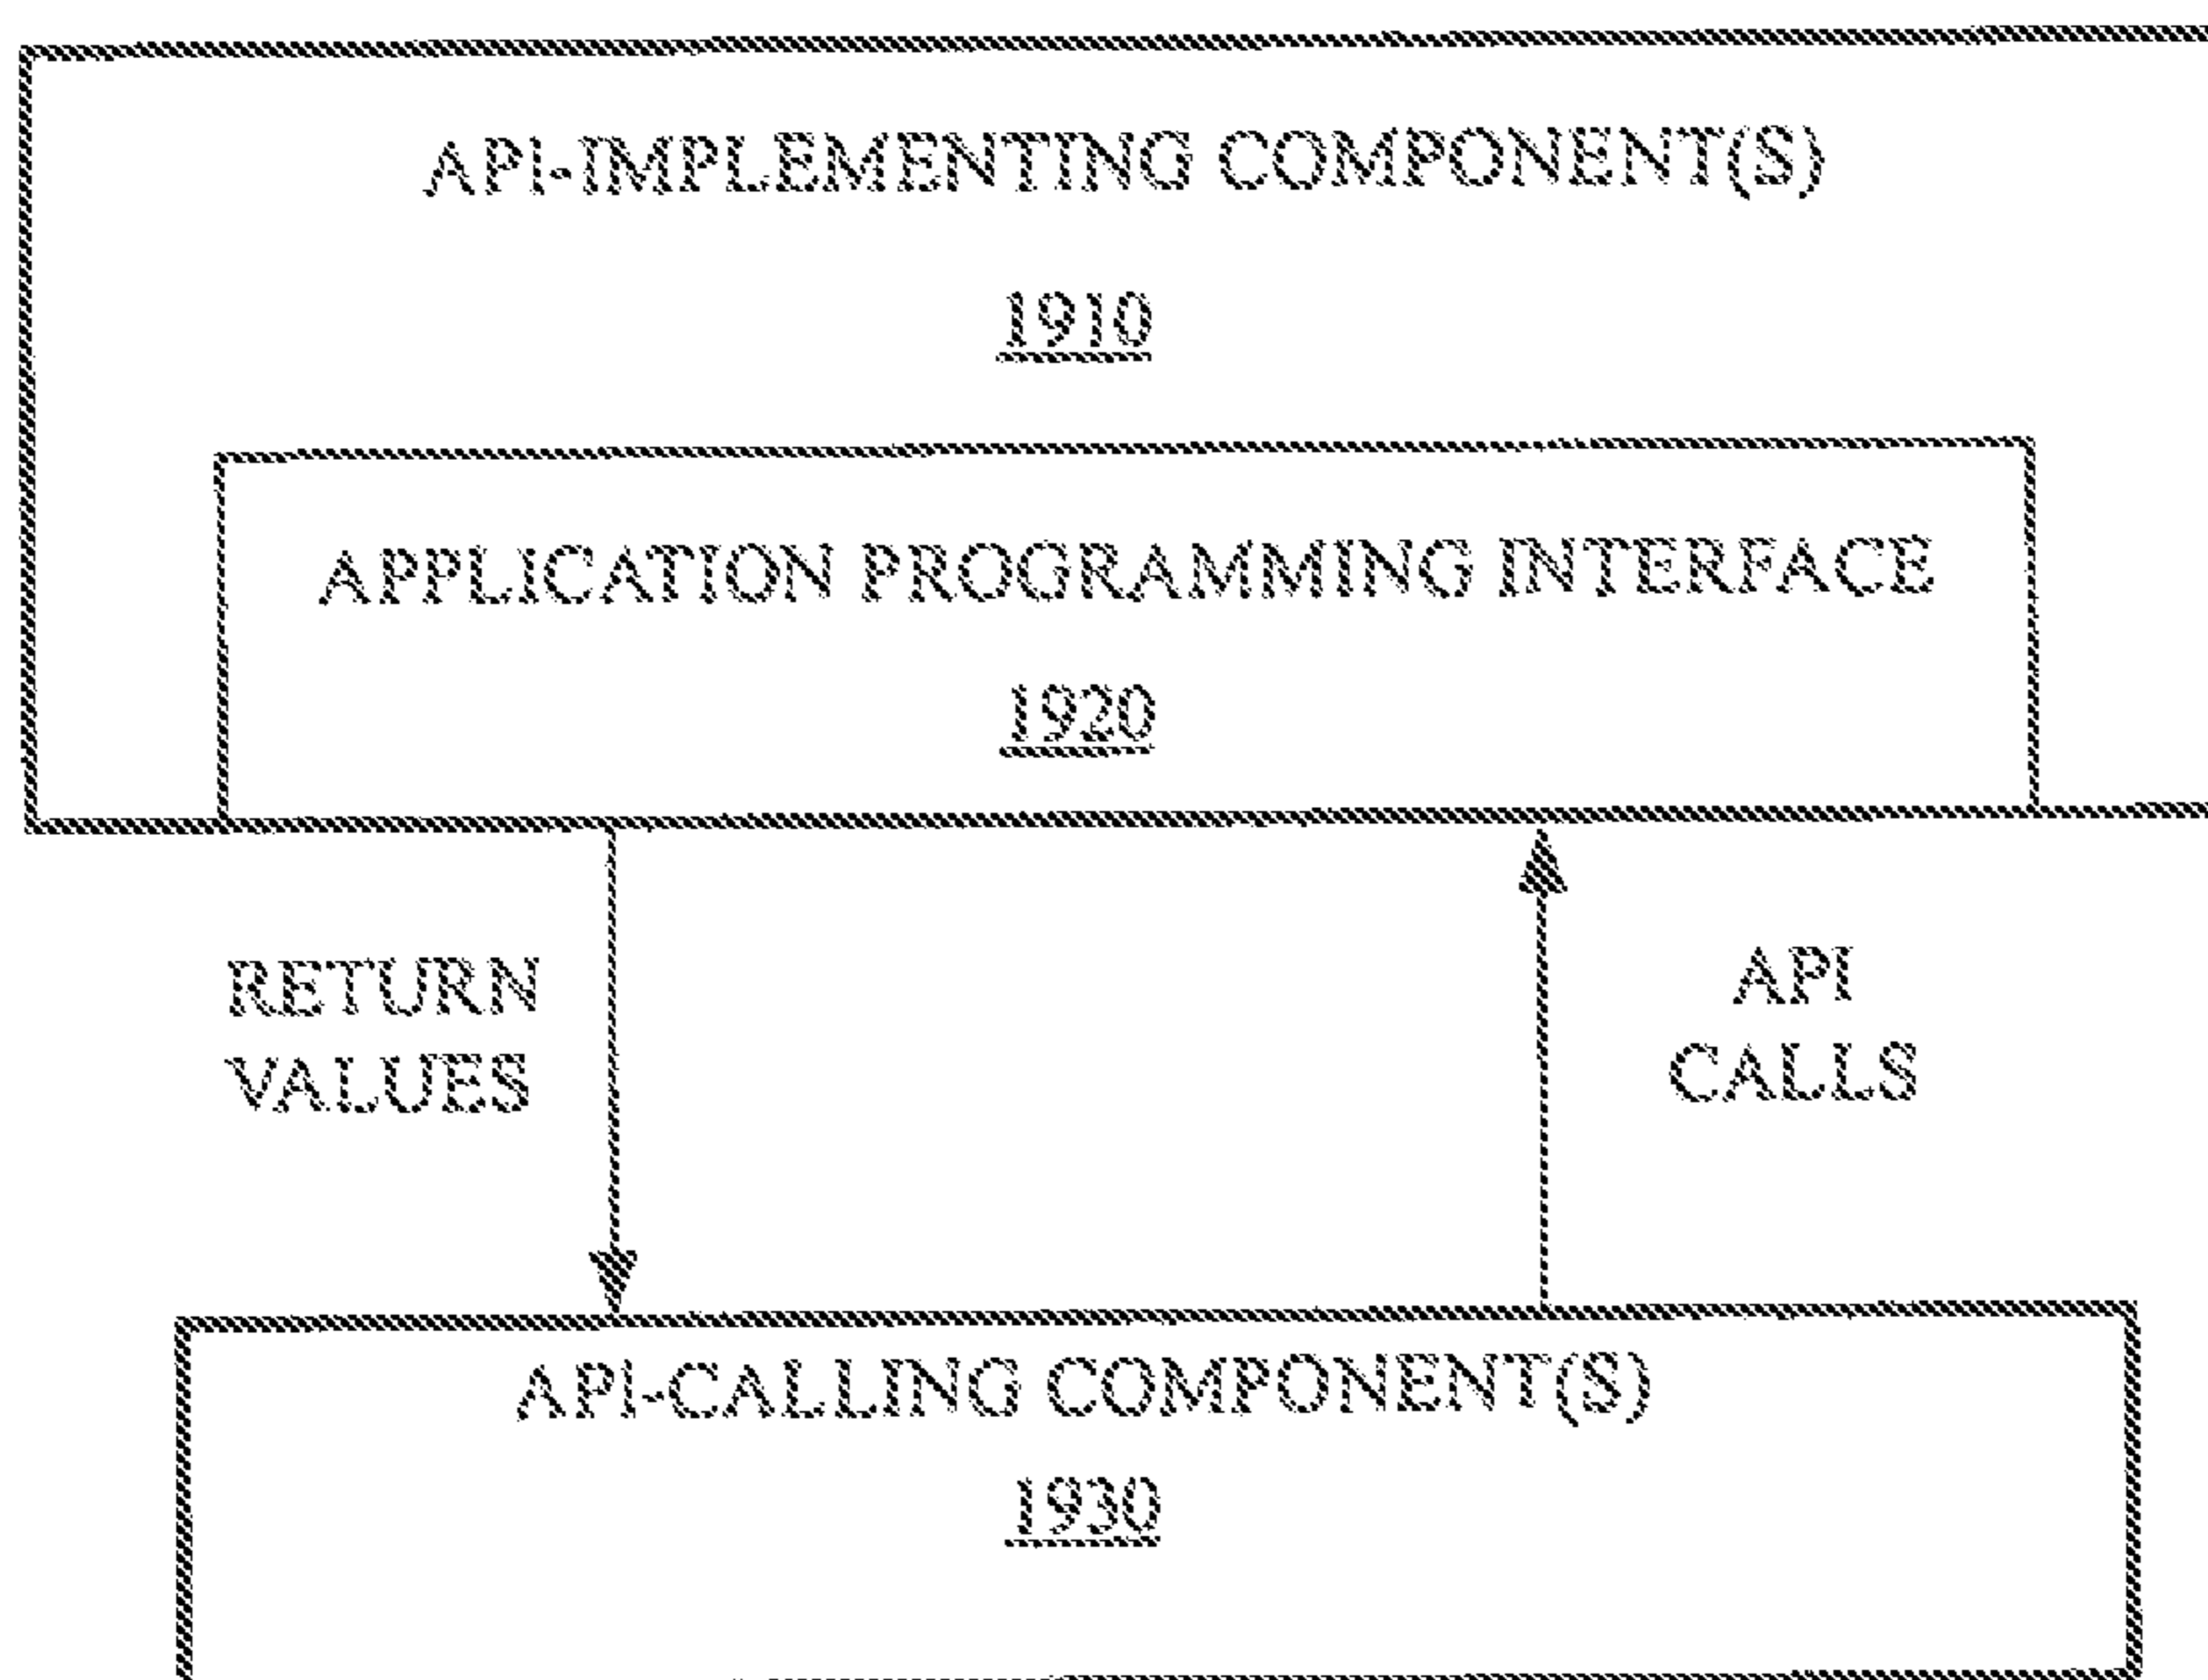 API-IMPLEMENTING COMPONENT(S)
1910
APPLICATION PROGRAMMING INTERFACE
1920
RETURN
VALUES
API
CALLS
API-CALLING COMPONENT(S)
1930